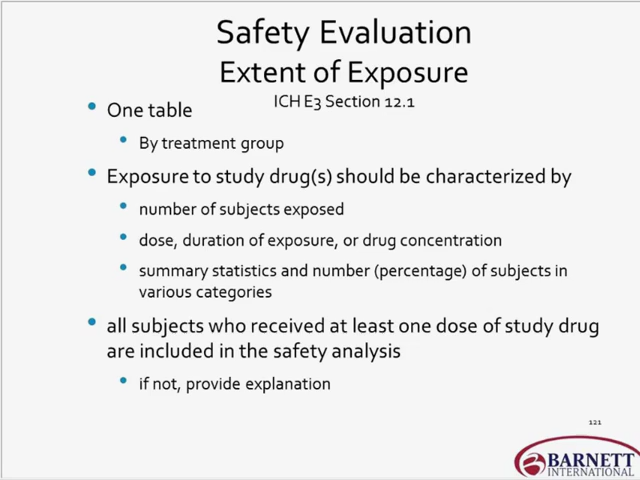 Safety Evaluation
Extent of Exposure
ICH E3 Section 12.1
• One table
• By treatment group
• Exposure to study drug(s) should be characterized by
• number of subjects exposed
• dose, duration of exposure, or drug concentration
• summary statistics and number (percentage) of subjects in
various categories
• all subjects who received at least one dose of study drug
are included in the safety analysis
• if not, provide explanation
121
BARNETT
INTERNATIONAL